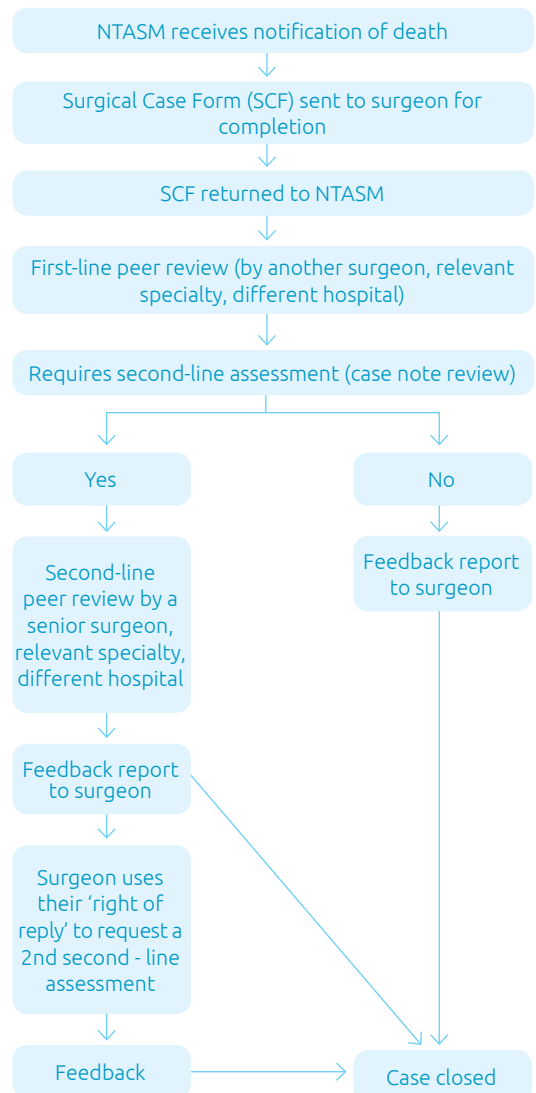 NTASM receives notification of death
Surgical Case Form (SCF) sent to surgeon for
completion
SCF returned to NTASM
First-line peer review (by another surgeon, relevant
specialty, different hospital)
Requires second-line assessment (case note review)
Yes
No
Second-line
peer review by a
senior surgeon,
relevant specialty,
different hospital
Feedback report
to surgeon
Feedback report
to surgeon
Surgeon uses
their ‘right of
reply’ to request a
2nd second - line
assessment
Feedback
Case closed